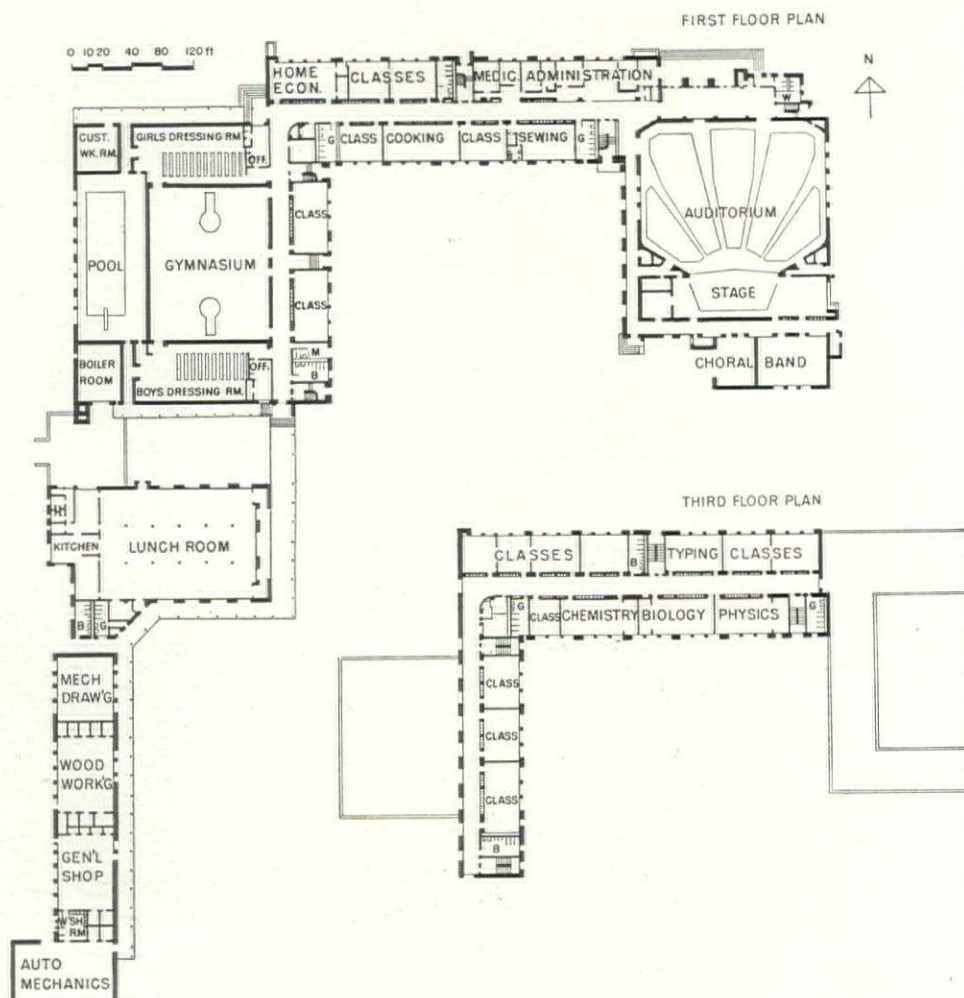 FIRST FLOOR PLAN
0 10 20 40 80 120 ft
N
HOME
ECON.
CLASSES
MEDIC.
ADMINISTRATION
W
CUST.
WK. RM.
GIRLS DRESSING RM.
OFF.
G
CLASS
COOKING
CLASS
SEWING
G
CLASS
AUDITORIUM
POOL
GYMNASIUM
CLASS
STAGE
BOILER
ROOM
BOYS DRESSING RM.
OFF.
M
B
CHORAL
BAND
KITCHEN
LUNCH ROOM
B
G
MECH
DRAW'G
WOOD
WORK'G
GEN'L
SHOP
W'SH
RM
AUTO
MECHANICS
THIRD FLOOR PLAN
CLASSES
B
TYPING
CLASSES
G
CLASS
CHEMISTRY
BIOLOGY
PHYSICS
G
CLASS
CLASS
CLASS
B